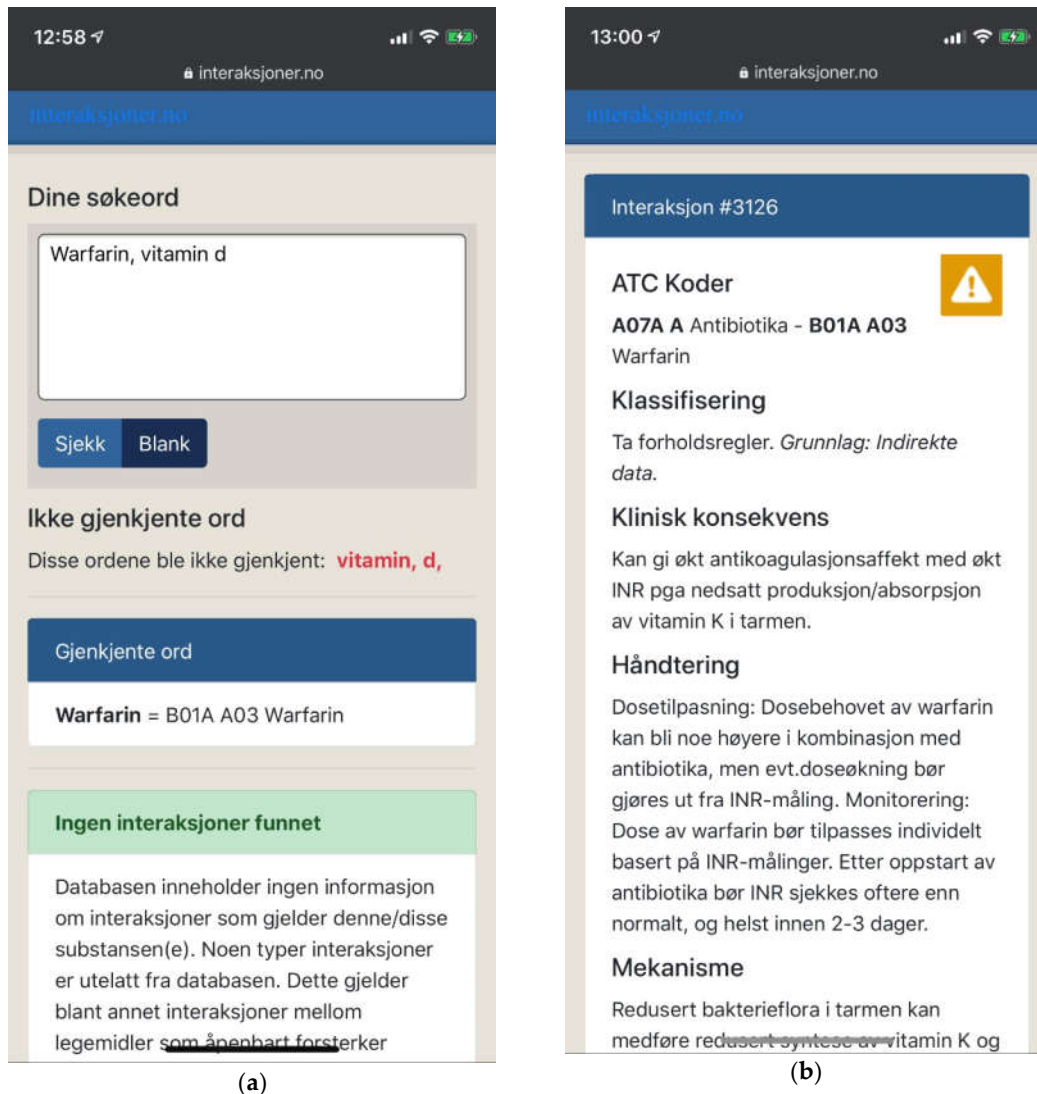 12:58
interaksjoner.no
interaksjoner.no
Dine søkeord
Warfarin, vitamin d
Sjekk Blank
Ikke gjenkjente ord
Disse ordene ble ikke gjenkjent: vitamin, d,
Gjenkjente ord
Warfarin = B01A A03 Warfarin
Ingen interaksjoner funnet
Databasen inneholder ingen informasjon
om interaksjoner som gjelder denne/disse
substansen(e). Noen typer interaksjoner
er utelatt fra databasen. Dette gjelder
blant annet interaksjoner mellom
legemidler som åpenbart forsterker
(a)
13:00
interaksjoner.no
interaksjoner.no
Interaksjon #3126
ATC Koder
A07A A Antibiotika - B01A A03
Warfarin
Klassifisering
Ta forholdsregler. Grunnlag: Indirekte
data.
Klinisk konsekvens
Kan gi økt antikoagulasjonsaffekt med økt
INR pga nedsatt produksjon/absorpsjon
av vitamin K i tarmen.
Håndtering
Dosetilpasning: Dosebehovet av warfarin
kan bli noe høyere i kombinasjon med
antibiotika, men evt.doseøkning bør
gjøres ut fra INR-måling. Monitorering:
Dose av warfarin bør tilpasses individelt
basert på INR-målinger. Etter oppstart av
antibiotika bør INR sjekkes oftere enn
normalt, og helst innen 2-3 dager.
Mekanisme
Redusert bakterieflora i tarmen kan
medføre redusert syntese av vitamin K og
(b)